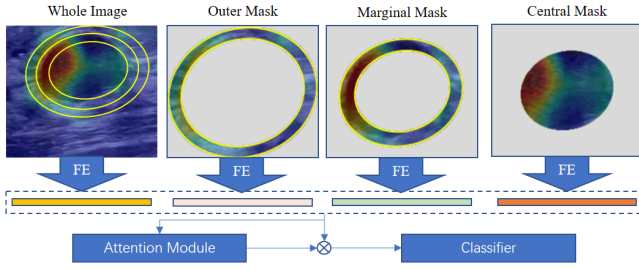 Whole Image
Outer Mask
Marginal Mask
Central Mask
FE
FE
FE
FE
Attention Module
Classifier